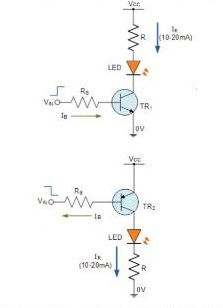 Vcc
R
IR
(10-20mA)
LED
RB
VIN
IB
TR1
0V
Vcc
RB
VIN
IB
TR2
LED
IR
(10-20mA)
R
0V